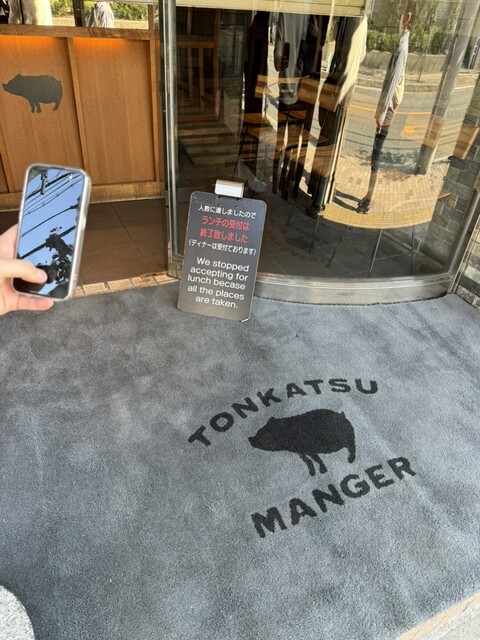 人数に達しましたので
ランチの受付は
終了致しました
(ディナーは受付ております)
We stopped
accepting for
lunch becase
all the places
are taken.
TONKATSU
MANGER